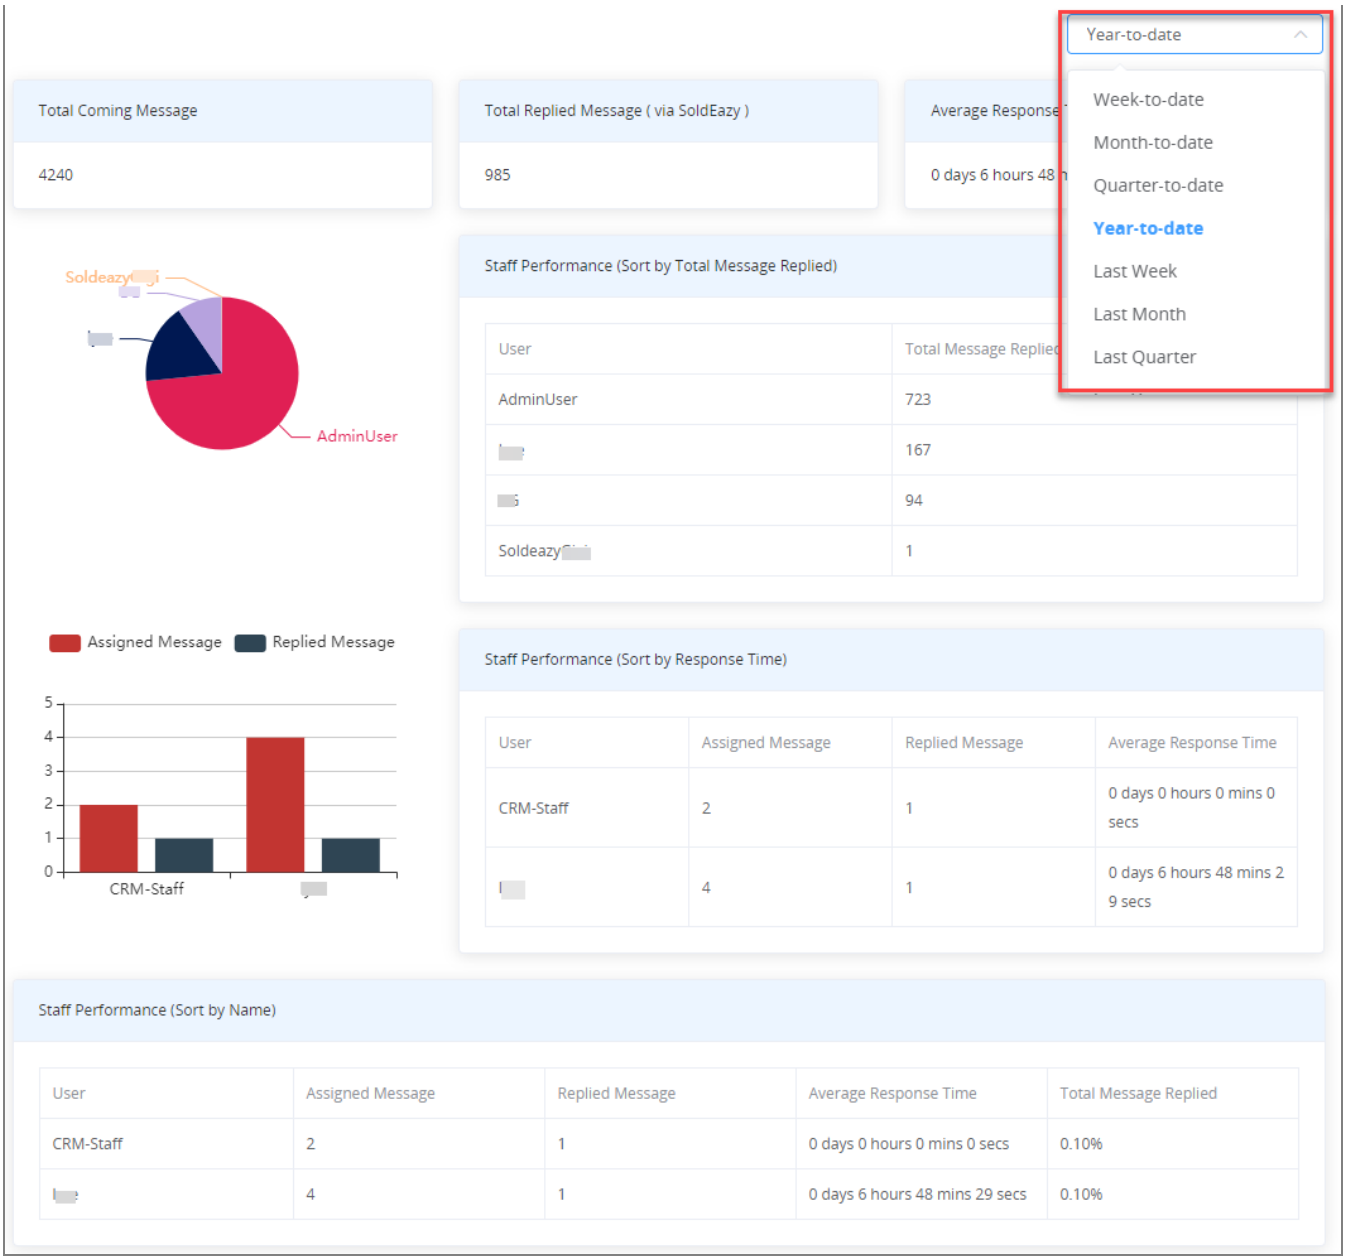 Year-to-date
Week-to-date
Month-to-date
Quarter-to-date
Year-to-date
Last Week
Last Month
Last Quarter
Total Coming Message
4240
Total Replied Message ( via SoldEazy )
985
Average Response
0 days 6 hours 48
Soldeazy
AdminUser
Staff Performance (Sort by Total Message Replied)
User Total Message Replied
AdminUser 723
167
94
Soldeazy 1
Assigned Message Replied Message
5
4
3
2
1
0
CRM-Staff
Staff Performance (Sort by Response Time)
User Assigned Message Replied Message Average Response Time
CRM-Staff 2 1 0 days 0 hours 0 mins 0
secs
4 1 0 days 6 hours 48 mins 2
9 secs
Staff Performance (Sort by Name)
User Assigned Message Replied Message Average Response Time Total Message Replied
CRM-Staff 2 1 0 days 0 hours 0 mins 0 secs 0.10%
4 1 0 days 6 hours 48 mins 29 secs 0.10%